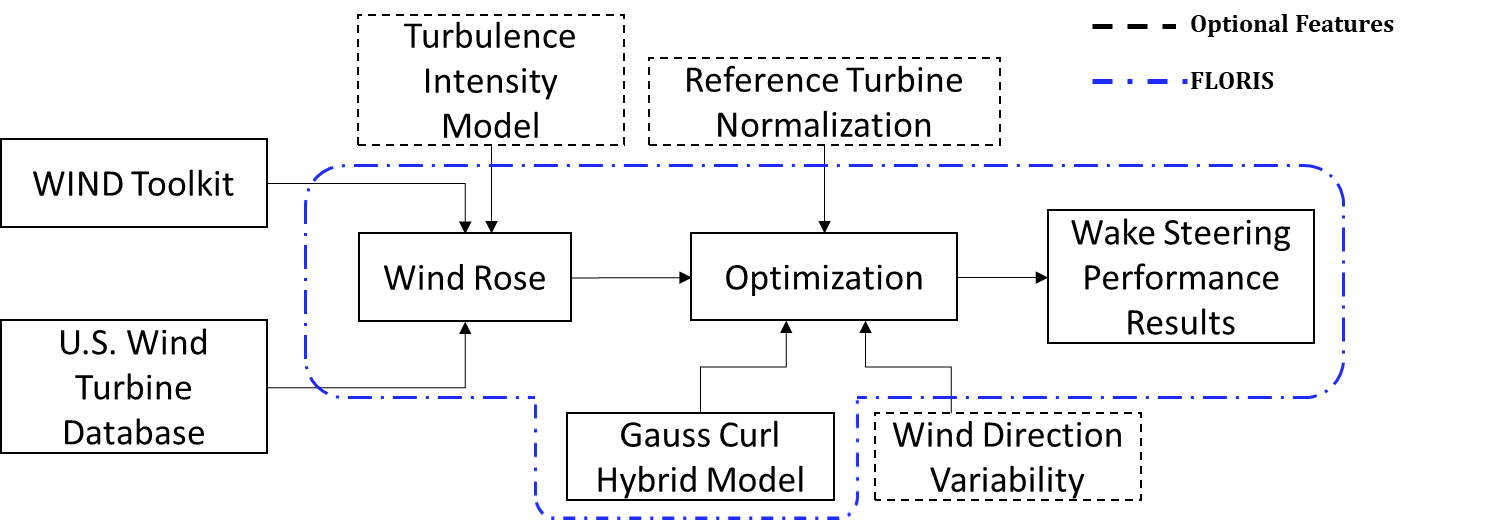 Turbulence
Intensity
Model
Reference Turbine
Normalization
Optional Features
FLORIS
WIND Toolkit
Wind Rose
Optimization
Wake Steering
Performance
Results
U.S. Wind
Turbine
Database
Gauss Curl
Hybrid Model
Wind Direction
Variability